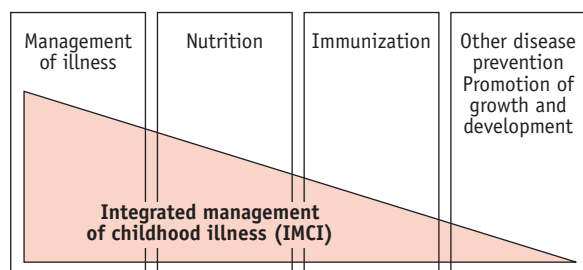 Management
of illness
Nutrition
Immunization
Other disease
prevention
Promotion of
growth and
development
Integrated management
of childhood illness (IMCI)